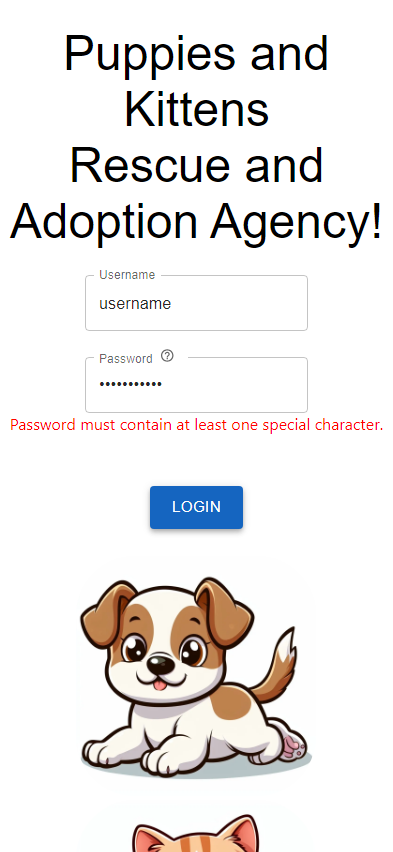 Puppies and
Kittens
Rescue and
Adoption Agency!
Username
username
Password
•••••••••••
Password must contain at least one special character.
LOGIN